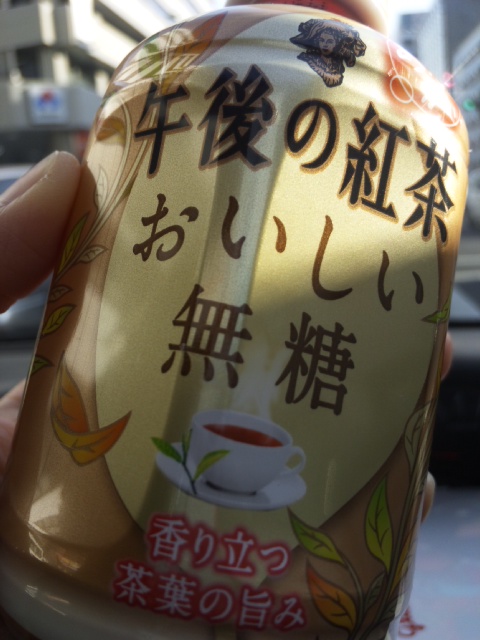 午後の紅茶
おいしい
無糖
香り立つ
茶葉の旨み